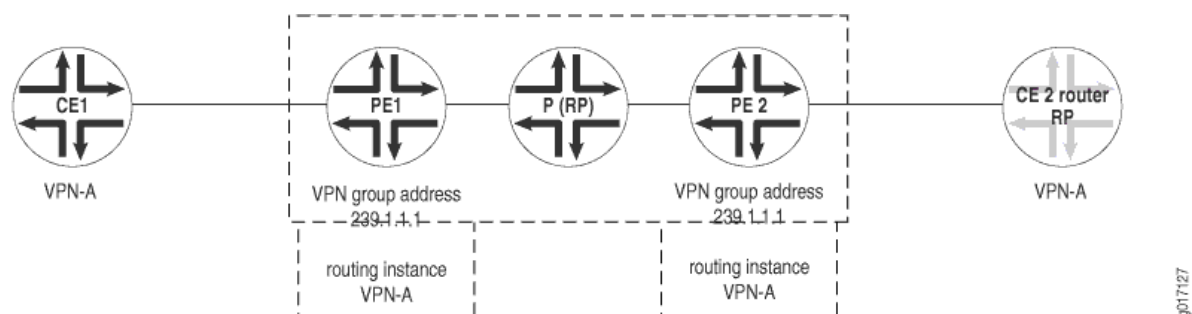 CE1
PE1
P (RP)
PE 2
CE 2 router
RP
VPN-A
VPN group address
239.1.1.1
VPN group address
239.1.1.1
VPN-A
routing instance
VPN-A
routing instance
VPN-A
g017127